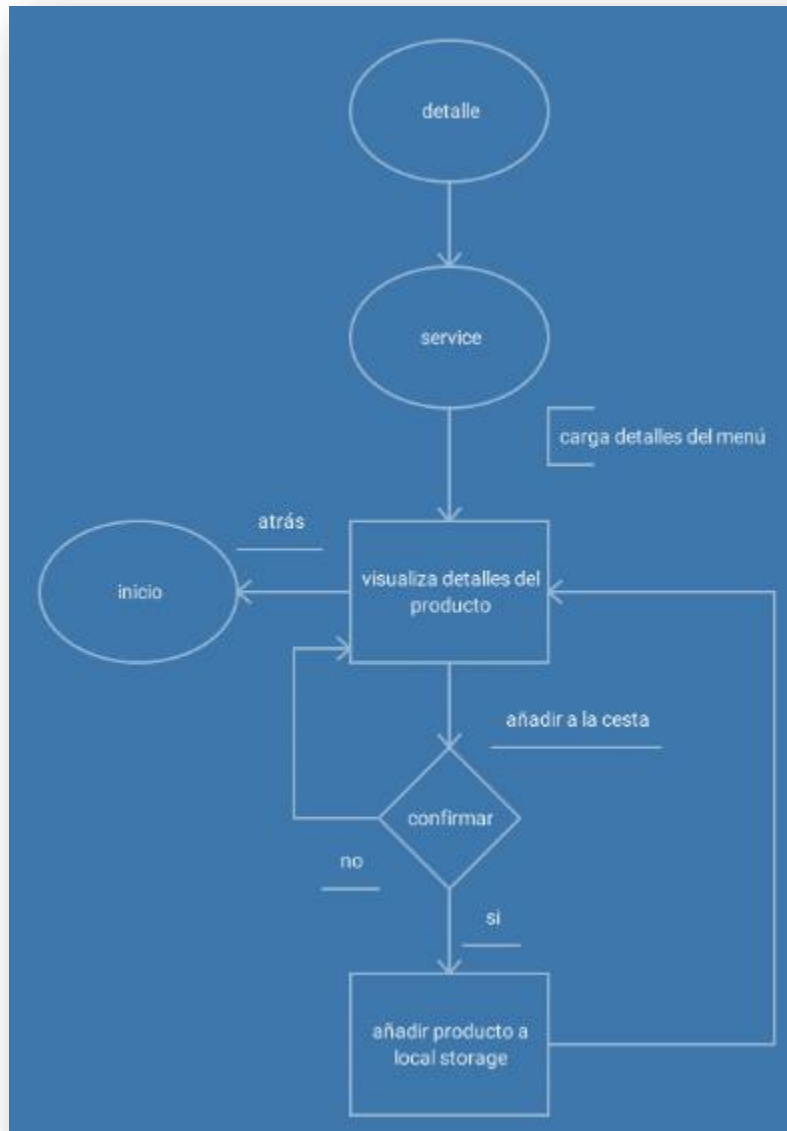 detalle
service
carga detalles del menú
atrás
inicio
visualiza detalles del
producto
añadir a la cesta
confirmar
no
si
añadir producto a
local storage